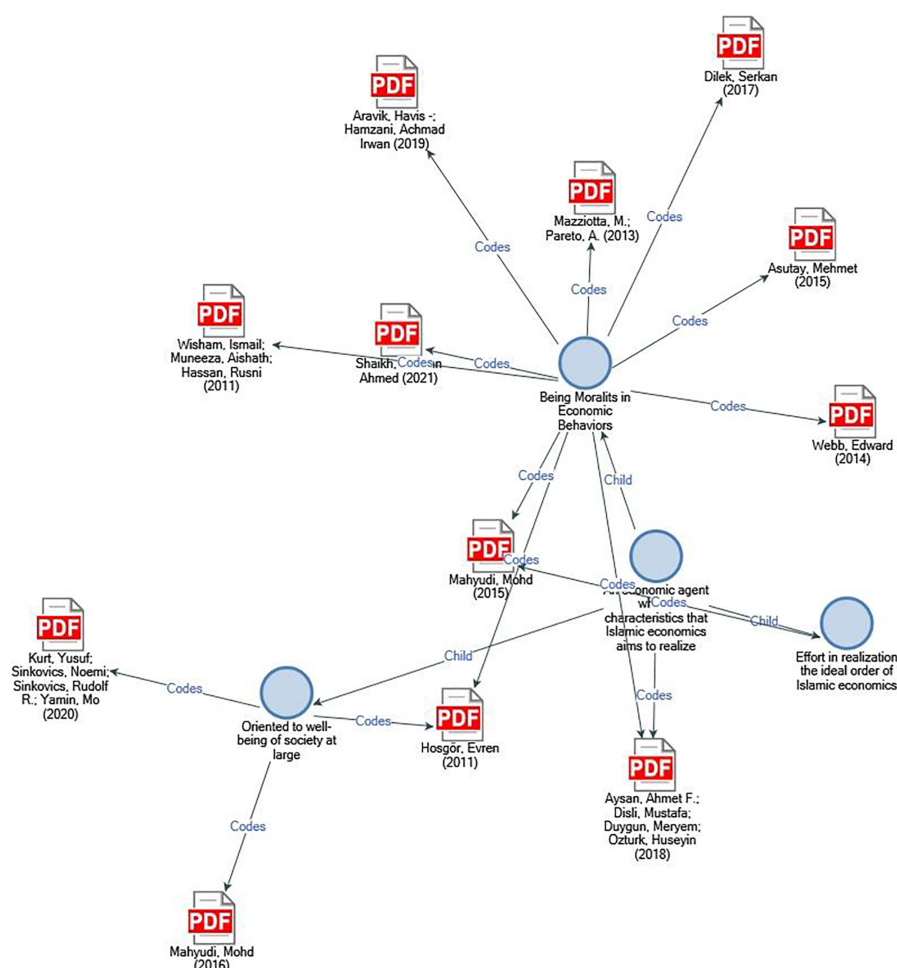 PDF
Dilek, Serkan
(2017)
PDF
Aravik, Havis -;
Hamzani, Achmad
Irwan (2019)
PDF
Mazziotta, M.;
Pareto, A. (2013)
Codes
PDF
Asutay, Mehmet
(2015)
Codes
Codes
PDF
Wisham, Ismail;
Muneeza, Aishath;
Hassan, Rusni
(2011)
PDF
Shaikh,
Ahmed (2021)
Codes
Codes
Codes
Being Moralits in
Economic
Behaviors
Codes
PDF
Webb, Edward
(2014)
Codes
Child
PDF
Mahyudi, Mohd
(2015)
Codes
economic agent
characteristics that
Islamic economics
aims to realize
Codes
Codes
Child
Effort in realization
the ideal order of
Islamic economics
PDF
Kurt, Yusuf;
Sinkovics, Noemi;
Sinkovics, Rudolf
R.; Yamin, Mo
(2020)
Child
Codes
Oriented to well-
being of society at
large
Codes
PDF
Hosgör, Evren
(2011)
Codes
PDF
Aysan, Ahmet F.;
Disli, Mustafa;
Duygun, Meryem;
Ozturk, Huseyin
(2018)
Codes
PDF
Mahyudi, Mohd
(2016)